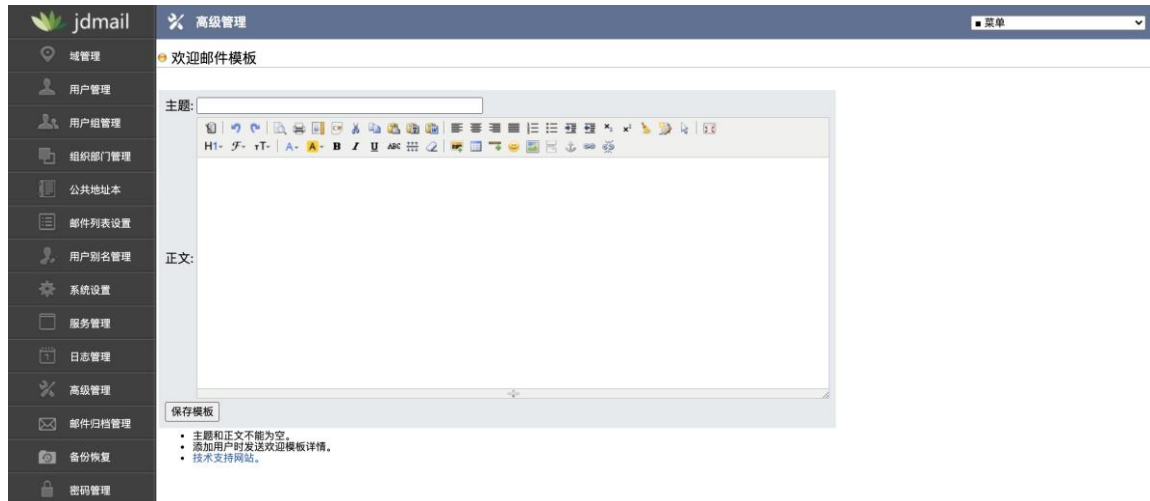 jdmail
高级管理
■ 菜单
域管理
欢迎邮件模板
用户管理
主题:
用户组管理
H1- F- тT- A- A- B I U ABC
组织部门管理
公共地址本
邮件列表设置
用户别名管理
正文:
系统设置
服务管理
日志管理
高级管理
保存模板
邮件归档管理
• 主题和正文不能为空。
• 添加用户时发送欢迎模板详情。
• 技术支持网站。
备份恢复
密码管理